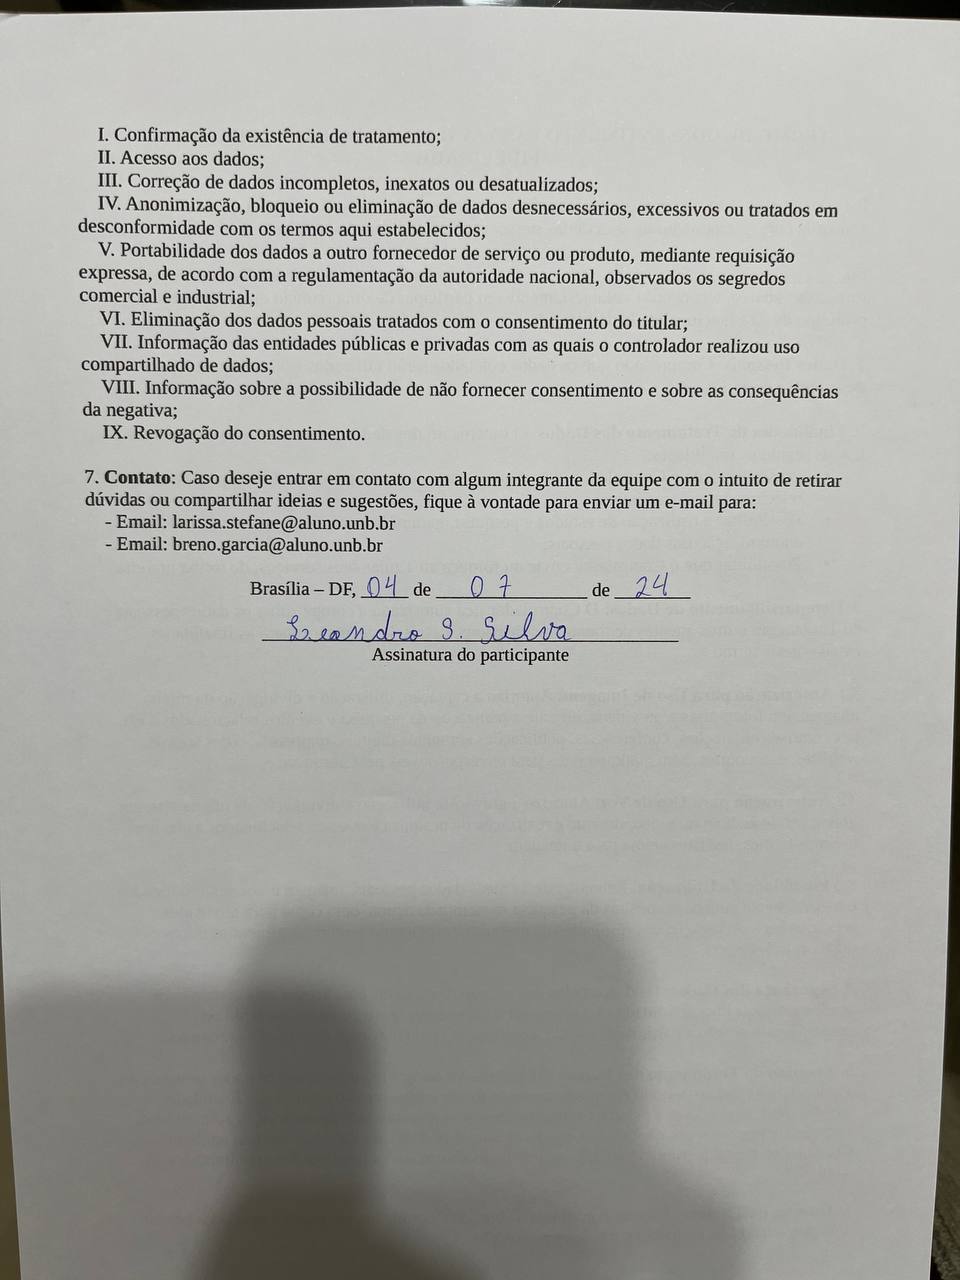 I. Confirmação da existência de tratamento;
II. Acesso aos dados;
III. Correção de dados incompletos, inexatos ou desatualizados;
IV. Anonimização, bloqueio ou eliminação de dados desnecessários, excessivos ou tratados em
desconformidade com os termos aqui estabelecidos;
V. Portabilidade dos dados a outro fornecedor de serviço ou produto, mediante requisição
expressa, de acordo com a regulamentação da autoridade nacional, observados os segredos
comercial e industrial;
VI. Eliminação dos dados pessoais tratados com o consentimento do titular;
VII. Informação das entidades públicas e privadas com as quais o controlador realizou uso
compartilhado de dados;
VIII. Informação sobre a possibilidade de não fornecer consentimento e sobre as consequências
da negativa;
IX. Revogação do consentimento.
7. Contato: Caso deseje entrar em contato com algum integrante da equipe com o intuito de retirar
dúvidas ou compartilhar ideias e sugestões, fique à vontade para enviar um e-mail para:
- Email: larissa.stefane@aluno.unb.br
- Email: breno.garcia@aluno.unb.br
Brasília – DF, 04 de 07 de 24
Leandro S. Silva
Assinatura do participante